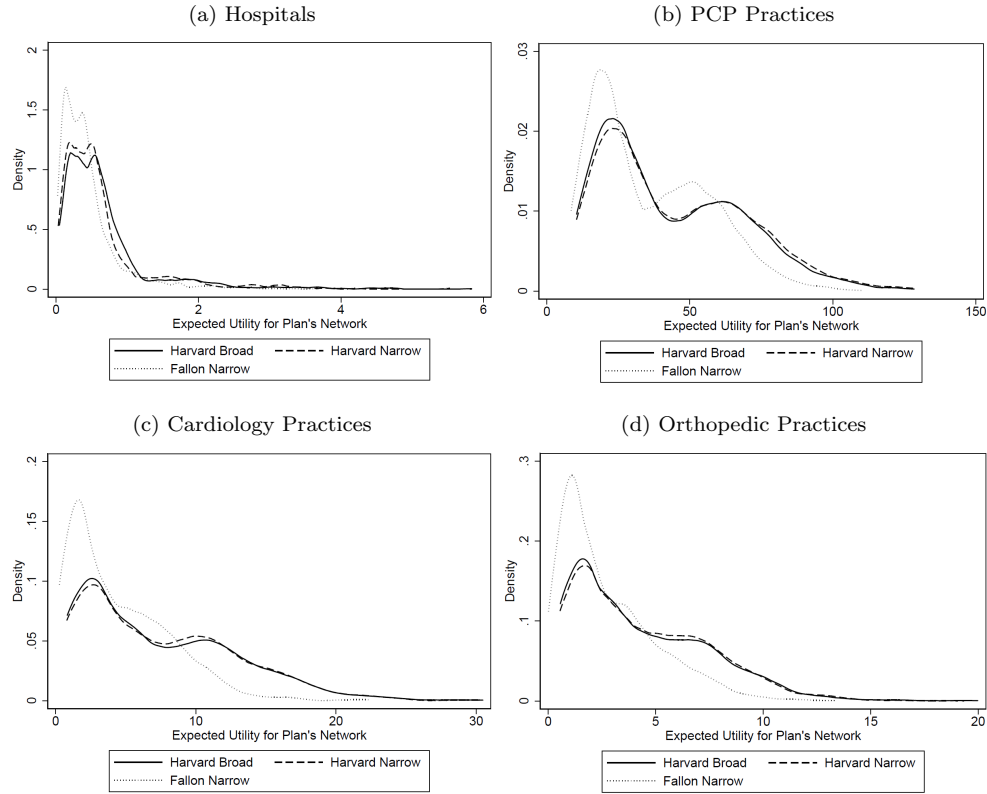 (a) Hospitals
2
1.5
1
.5
0
Density
0 2 4 6
Expected Utility for Plan's Network
Harvard Broad Harvard Narrow
Fallon Narrow
(b) PCP Practices
.03
.02
.01
0
Density
0 50 100 150
Expected Utility for Plan's Network
Harvard Broad Harvard Narrow
Fallon Narrow
(c) Cardiology Practices
.2
.15
.1
.05
0
Density
0 10 20 30
Expected Utility for Plan's Network
Harvard Broad Harvard Narrow
Fallon Narrow
(d) Orthopedic Practices
.3
.2
.1
0
Density
0 5 10 15 20
Expected Utility for Plan's Network
Harvard Broad Harvard Narrow
Fallon Narrow